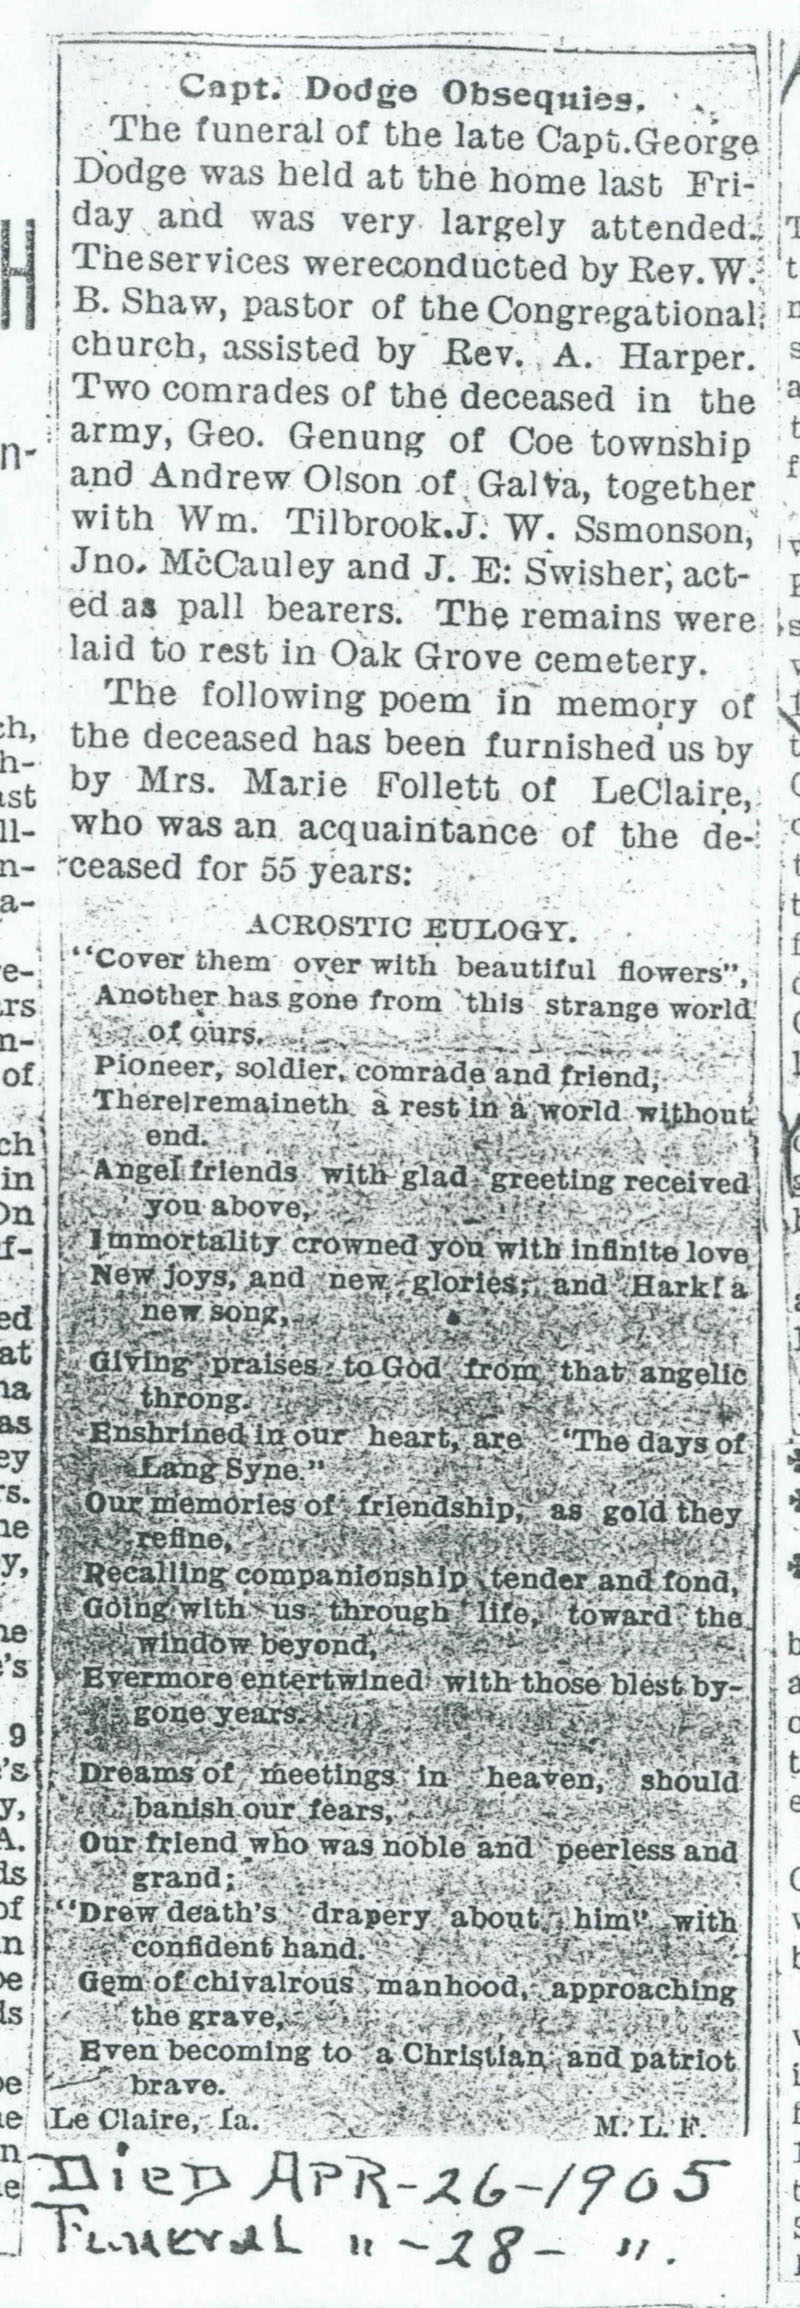 Capt. Dodge Obsequies.
The funeral of the late Capt. George
Dodge was held at the home last Fri-
day and was very largely attended.
The services wereconducted by Rev. W.
B. Shaw, pastor of the Congregational
church, assisted by Rev. A. Harper.
Two comrades of the deceased in the
army, Geo. Genung of Coe township
and Andrew Olson of Galva, together
with Wm. Tilbrook. J. W. Ssmonson,
Jno. McCauley and J. E: Swisher, act-
ed as pall bearers. The remains were
laid to rest in Oak Grove cemetery.
The following poem in memory of
the deceased has been furnished us by
by Mrs. Marie Follett of LeClaire,
who was an acquaintance of the de-
ceased for 55 years:
ACROSTIC EULOGY.
"Cover them over with beautiful flowers",
Another has gone from this strange world
of ours.
Pioneer, soldier, comrade and friend,
There remaineth a rest in a world without
end.
Angel friends with glad greeting received
you above,
Immortality crowned you with infinite love
New joys, and new glories, and Hark! a
new song,
Giving praises to God from that angelic
throng.
Enshrined in our heart, are 'The days of
Lang Syne."
Our memories of friendship, as gold they
refine,
Recalling companionship tender and fond,
Going with us through life, toward the
window beyond,
Evermore entertwined with those blest by-
gone years.
Dreams of meetings in heaven, should
banish our fears,
Our friend who was noble and peerless and
grand;
"Drew death's drapery about him" with
confident hand.
Gem of chivalrous manhood, approaching
the grave,
Even becoming to a Christian and patriot
brave.
Le Claire, Ia. M. L. F.
DiED APR-26-1905
FunERAL " -28- ".